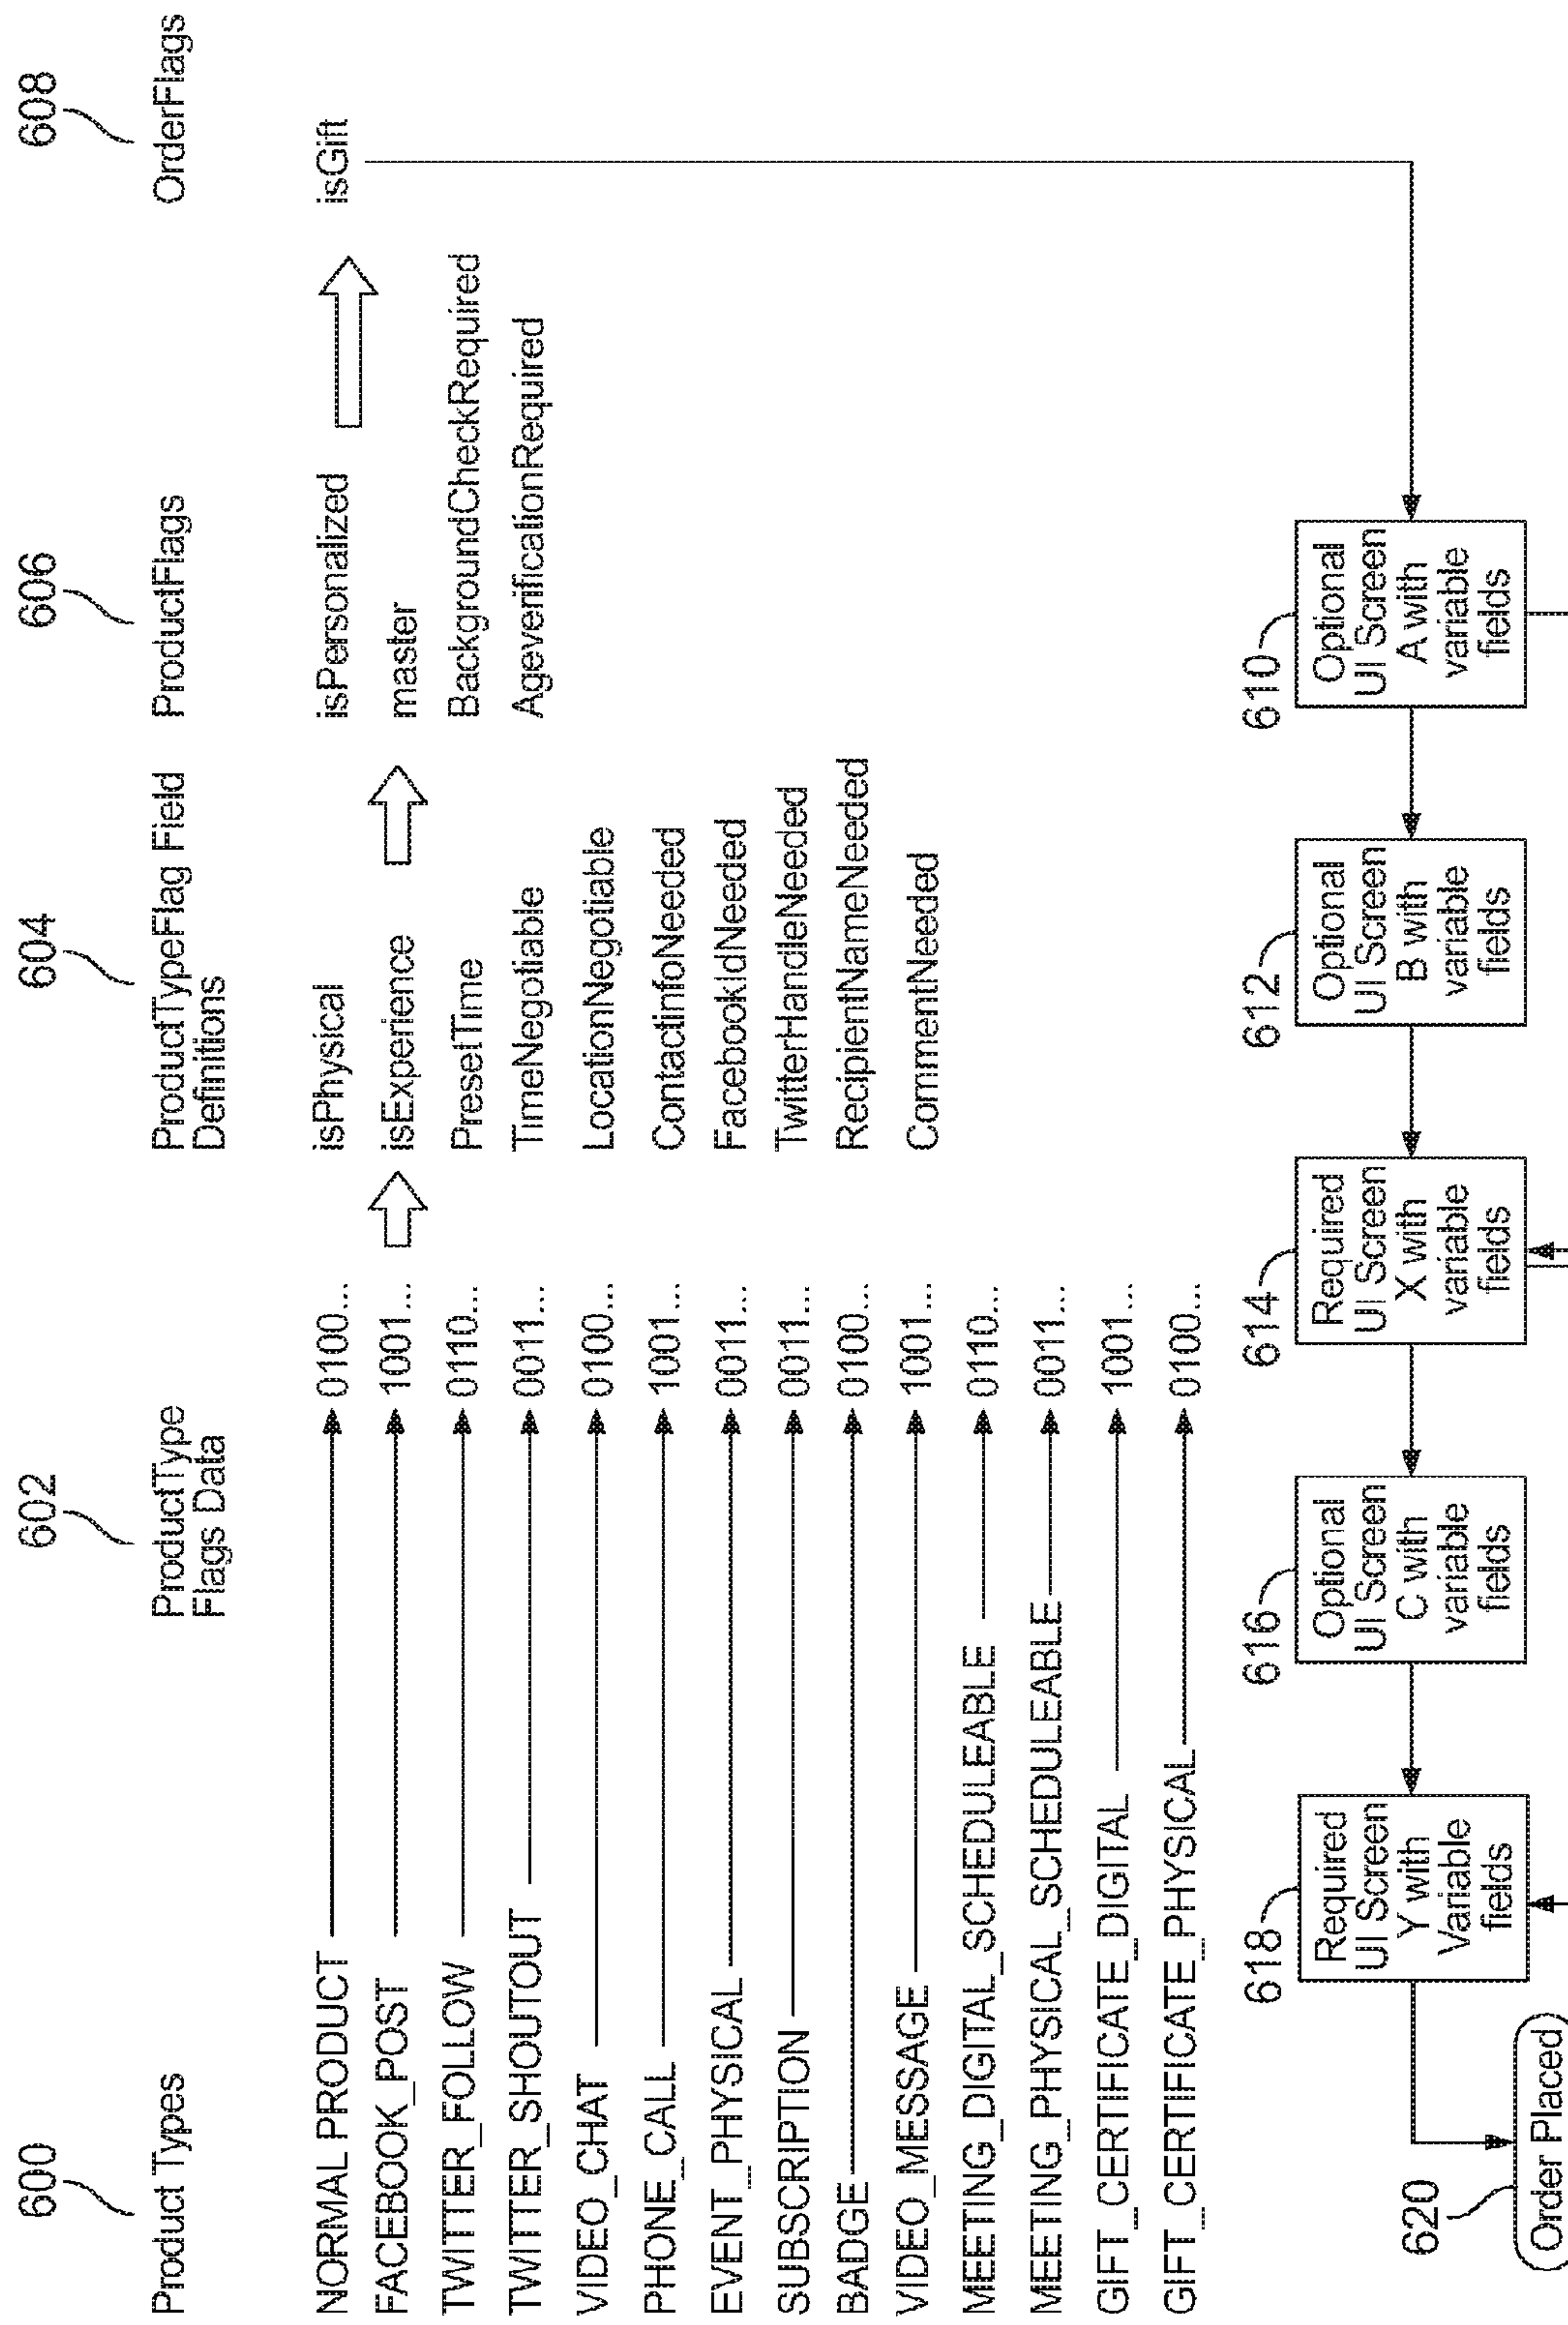 600
Product Types
NORMAL PRODUCT
FACEBOOK_POST
TWITTER_FOLLOW
TWITTER_SHOUTOUT
VIDEO_CHAT
PHONE_CALL
EVENT_PHYSICAL
SUBSCRIPTION
BADGE
VIDEO_MESSAGE
MEETING_DIGITAL_SCHEDULEABLE
MEETING_PHYSICAL_SCHEDULEABLE
GIFT_CERTIFICATE_DIGITAL
GIFT_CERTIFICATE_PHYSICAL
602
ProductType
Flags Data
0100...
1001...
0110...
0011...
0100...
1001...
0011...
0011...
0100...
1001...
0110...
0011...
1001...
0100...
604
ProductTypeFlag Field
Definitions
isPhysical
isExperience
PresetTime
TimeNegotiable
LocationNegotiable
ContactinfoNeeded
FacebookIdNeeded
TwitterHandleNeeded
RecipientNameNeeded
CommentNeeded
606
ProductFlags
isPersonalized
master
BackgroundCheckRequired
AgeverificationRequired
608
OrderFlags
isGift
610
Optional
UI Screen
A with
variable
fields
612
Optional
UI Screen
B with
variable
fields
614
Required
UI Screen
X with
variable
fields
616
Optional
UI Screen
C with
variable
fields
618
Required
UI Screen
Y with
Variable
fields
620
Order Placed